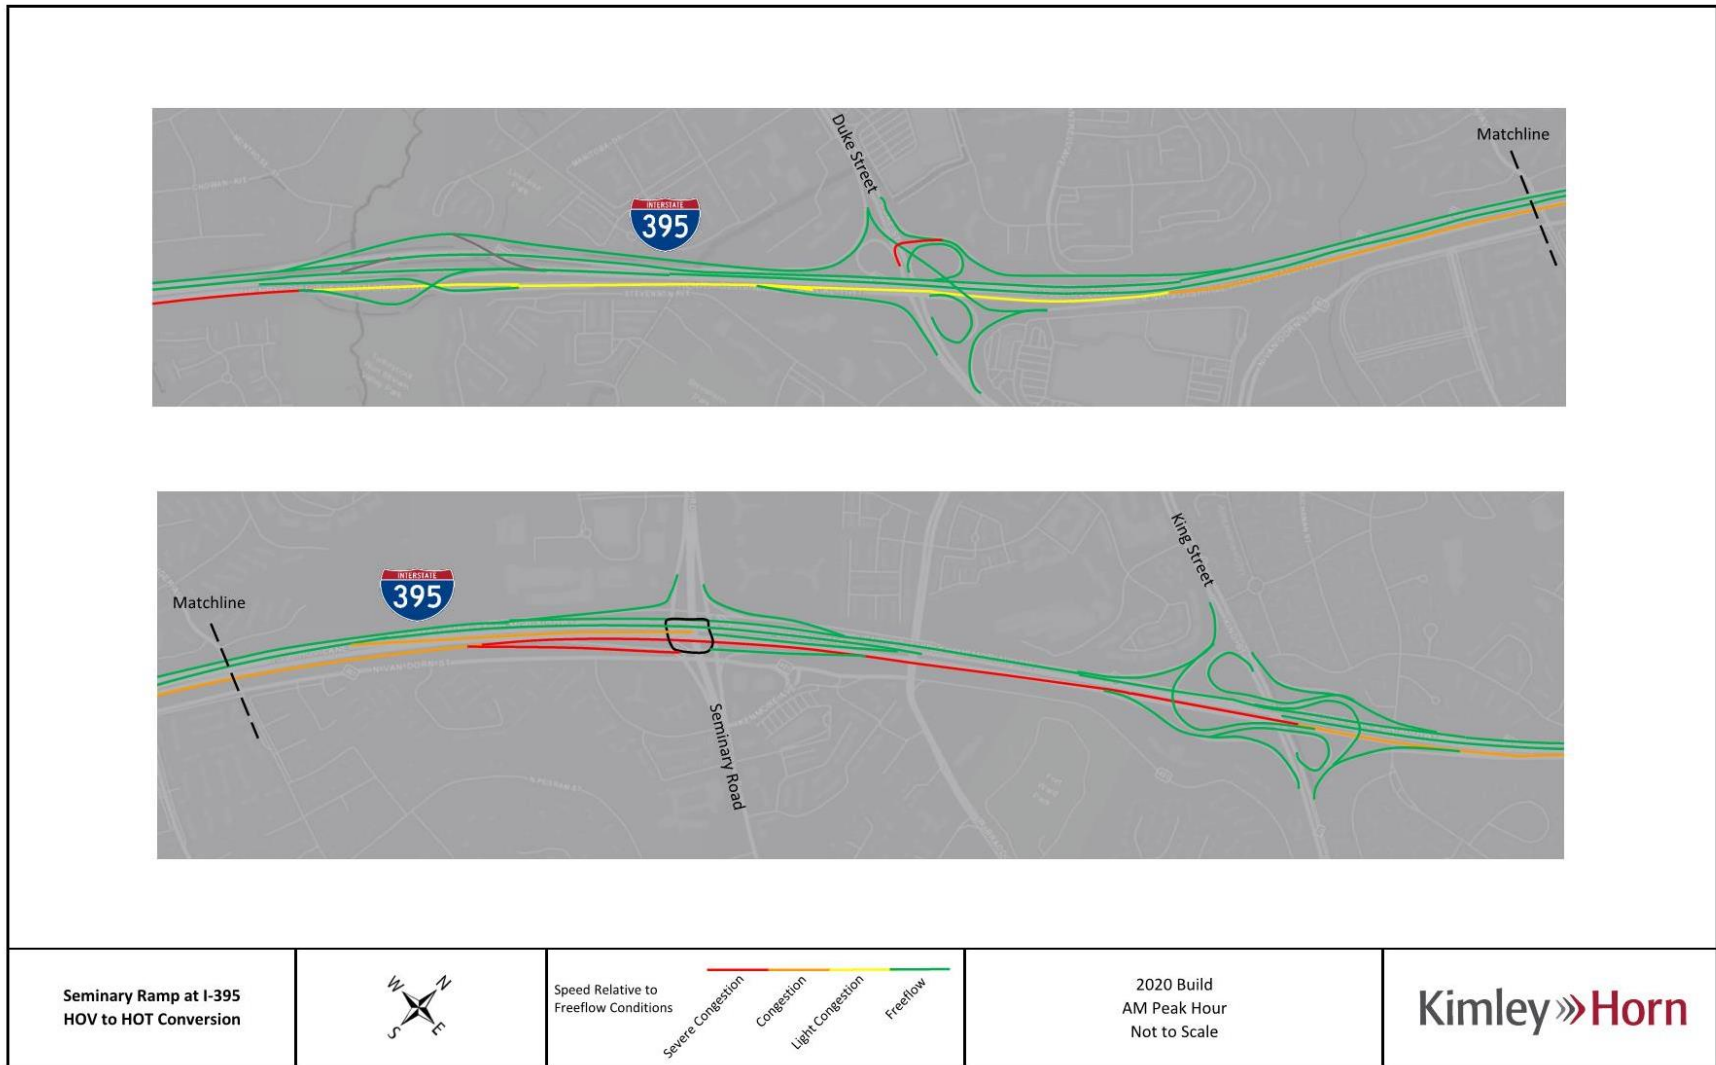 Duke Street
Matchline
INTERSTATE
395
Matchline
INTERSTATE
395
King Street
Seminary Road
Seminary Ramp at I-395
HOV to HOT Conversion
W N
S E
Speed Relative to
Freeflow Conditions
Severe Congestion
Congestion
Light Congestion
Freeflow
2020 Build
AM Peak Hour
Not to Scale
Kimley»Horn